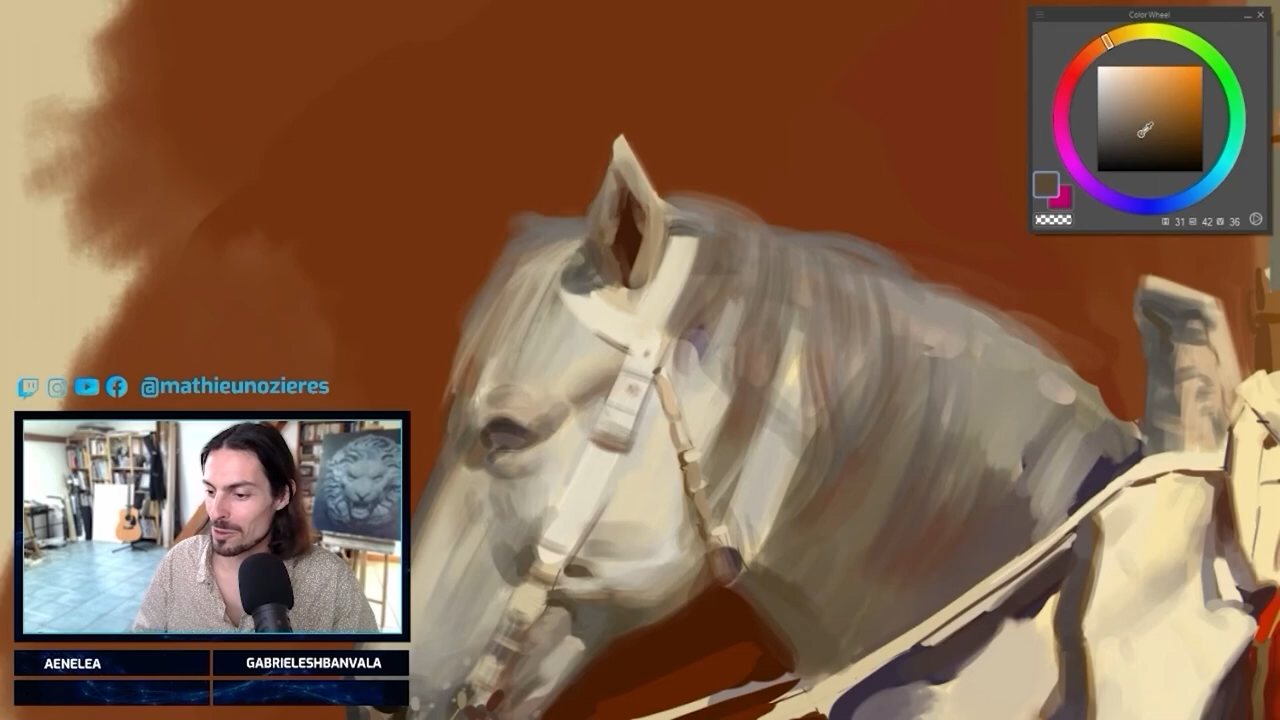 Color Wheel
31 42 36
@mathieunozieres
AENELEA
GABRIELESHBANVALA